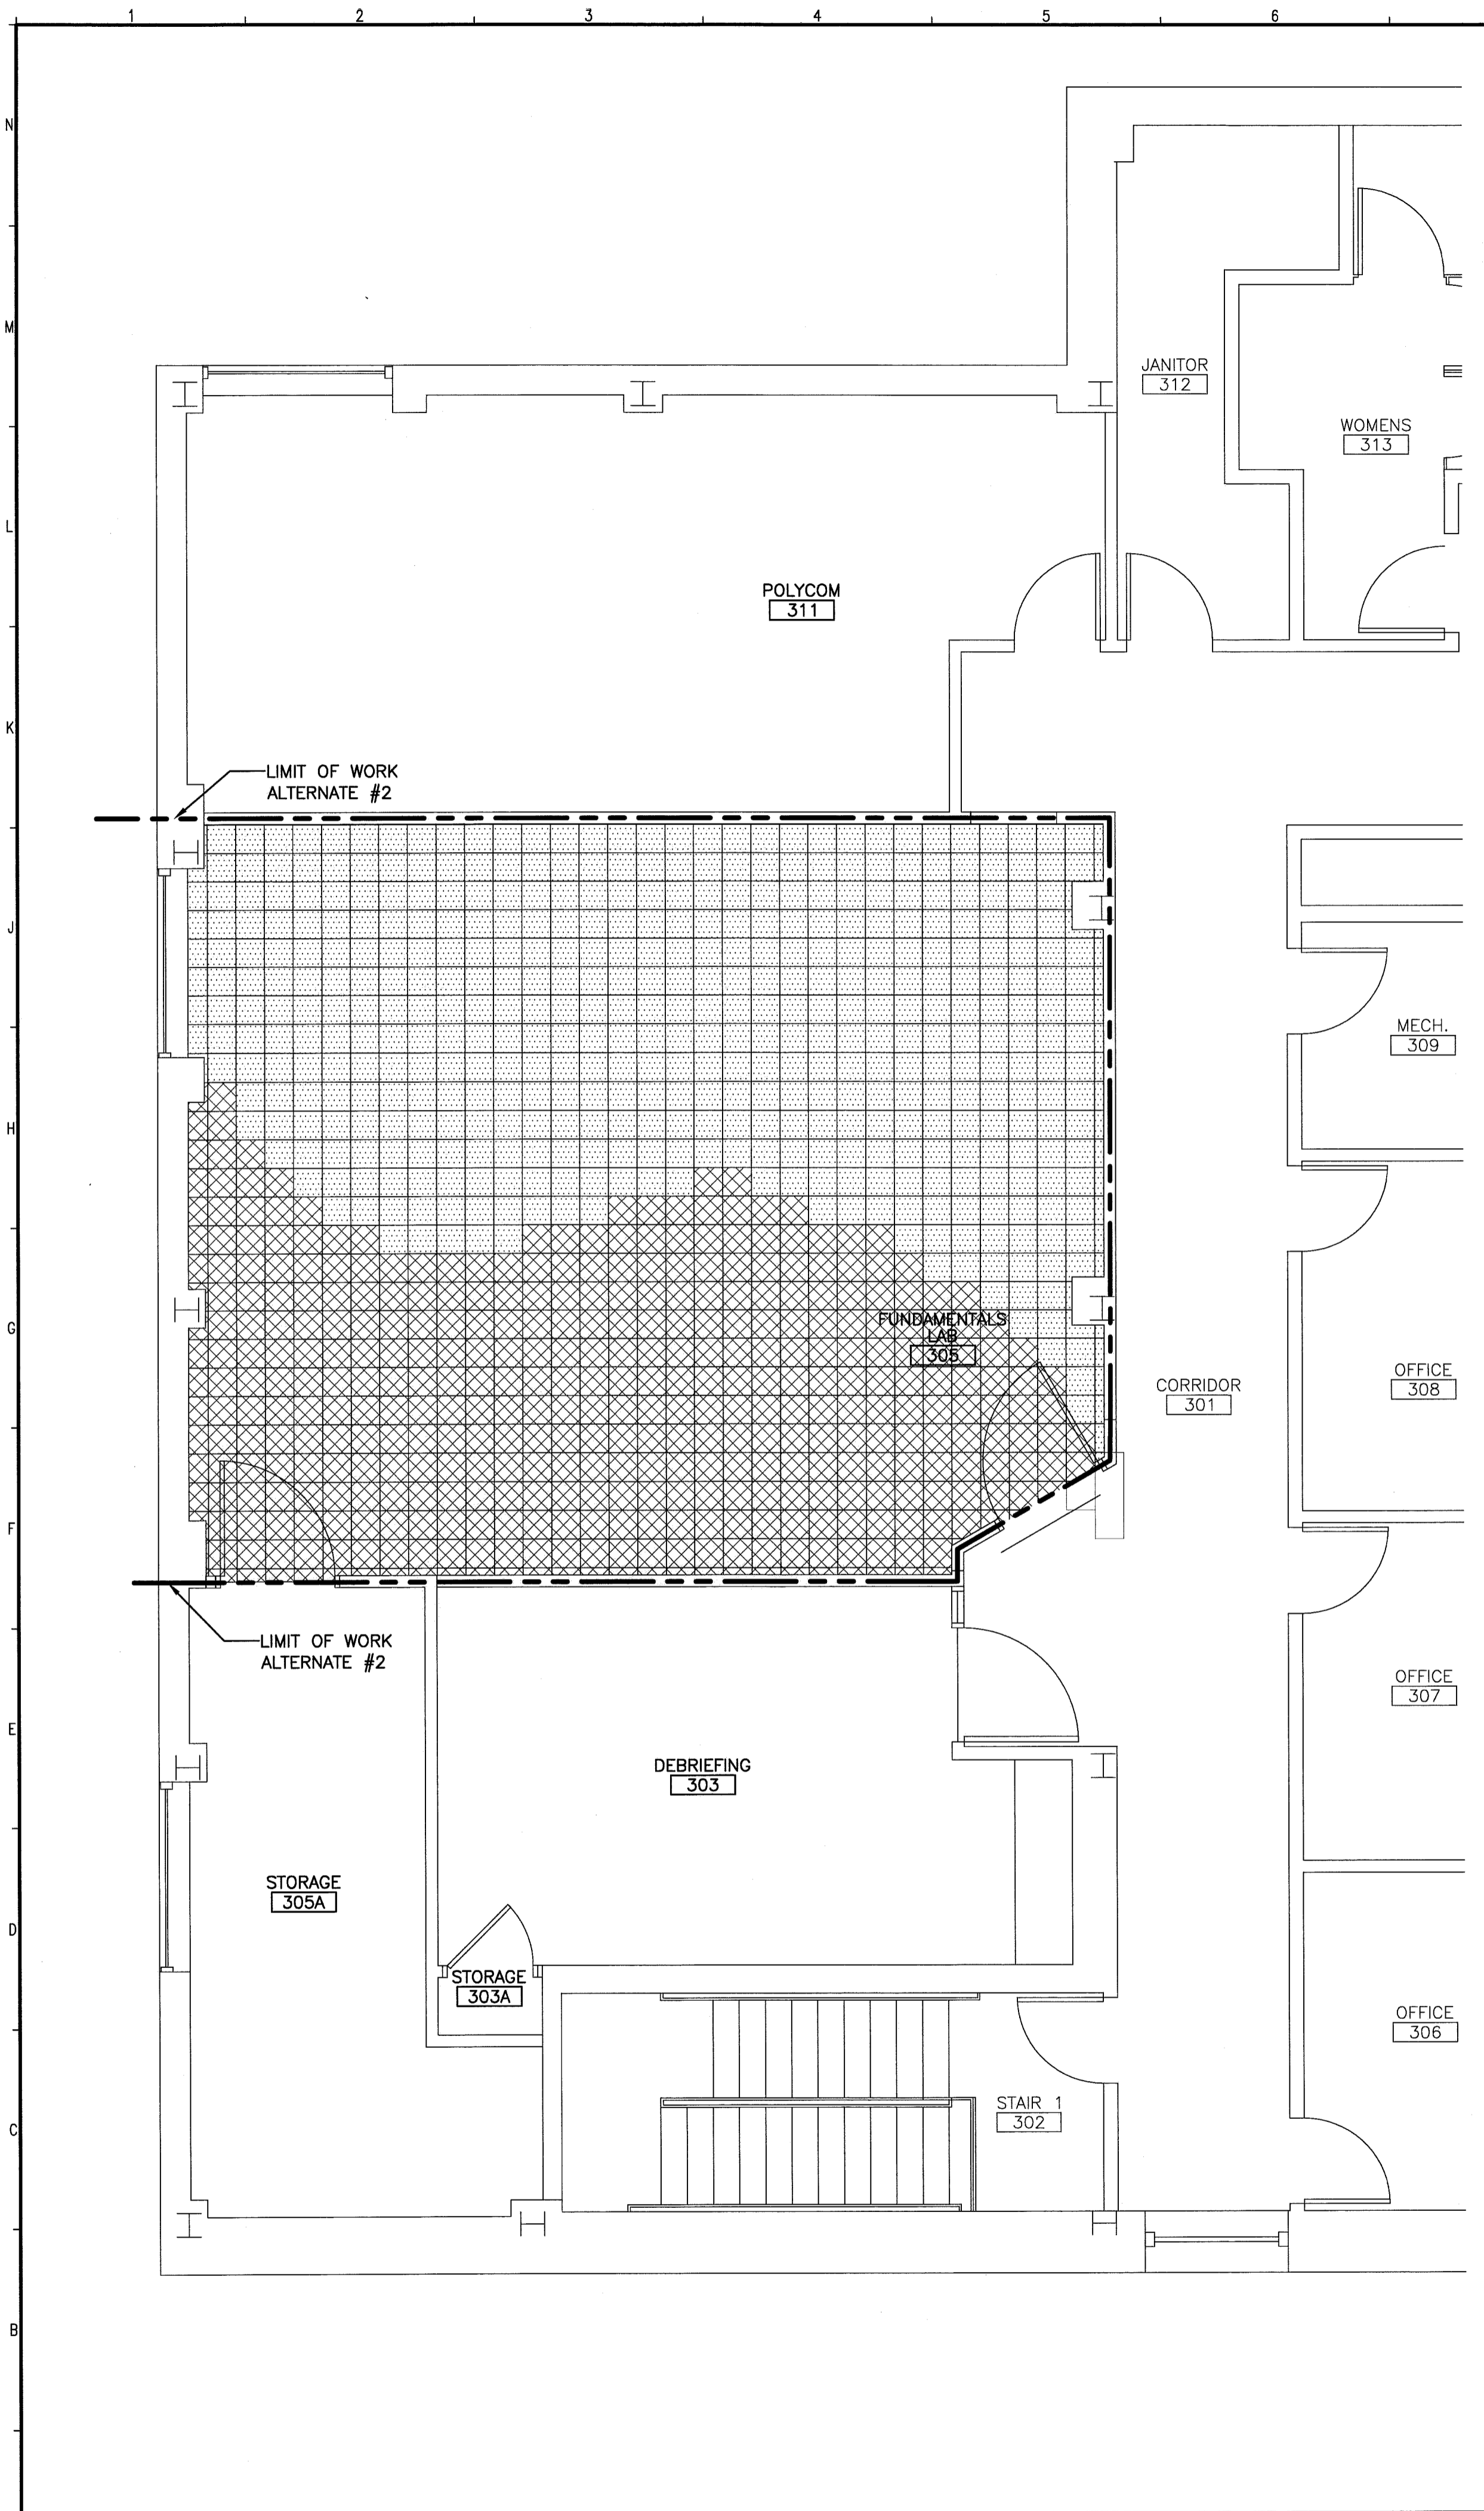 1 2 3 4 5 6
N
M
JANITOR
312
WOMENS
313
L
POLYCOM
311
K
LIMIT OF WORK
ALTERNATE #2
J
MECH.
309
H
G
FUNDAMENTALS
LAB
305
CORRIDOR
301
OFFICE
308
F
LIMIT OF WORK
ALTERNATE #2
OFFICE
307
E
DEBRIEFING
303
STORAGE
305A
D
STORAGE
303A
OFFICE
306
STAIR 1
302
C
B